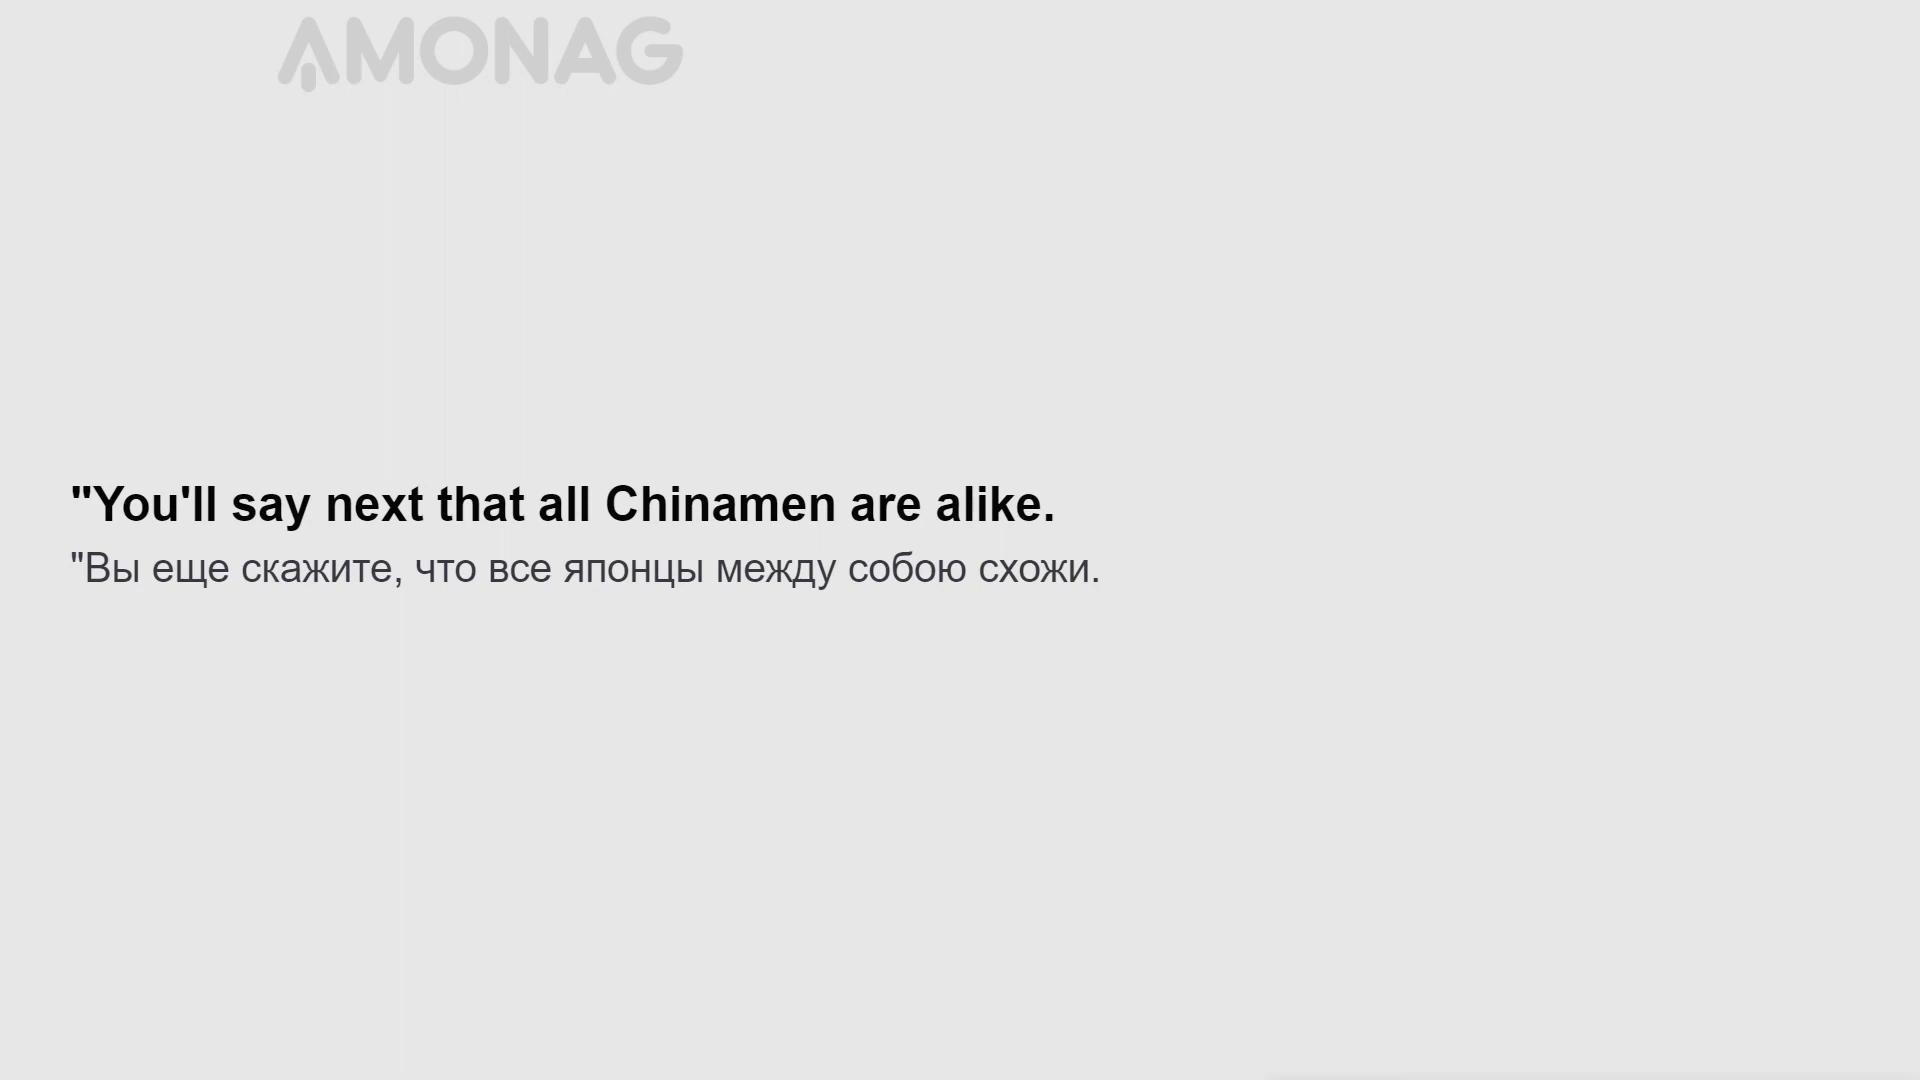 AMONAG
"You'll say next that all Chinamen are alike.
"Вы еще скажите, что все японцы между собою схожи.